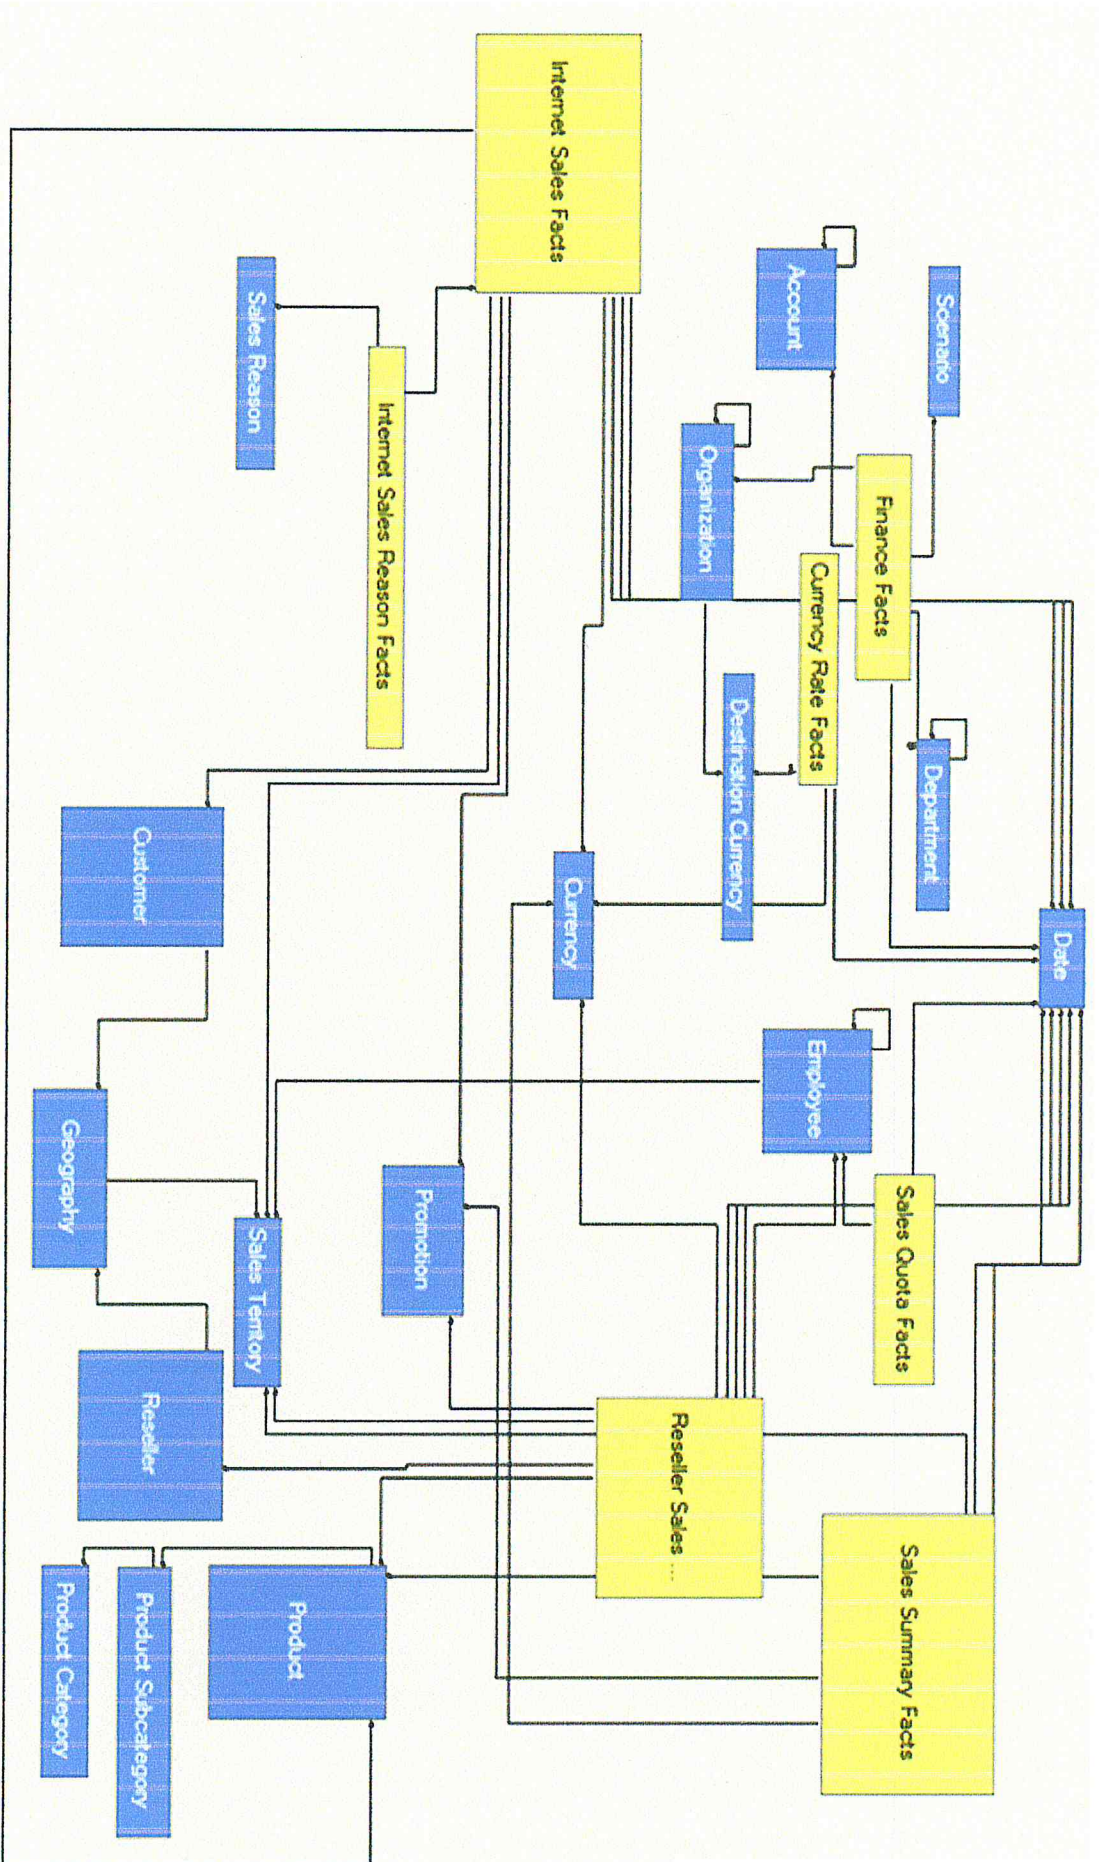 Date
Scenario
Department
Finance Facts
Sales Quota Facts
Sales Summary Facts
Account
Currency Rate Facts
Employee
Organization
Destination Currency
Reseller Sales ...
Internet Sales Facts
Currency
Internet Sales Reason Facts
Promotion
Sales Reason
Sales Territory
Product
Customer
Reseller
Product Subcategory
Geography
Product Category